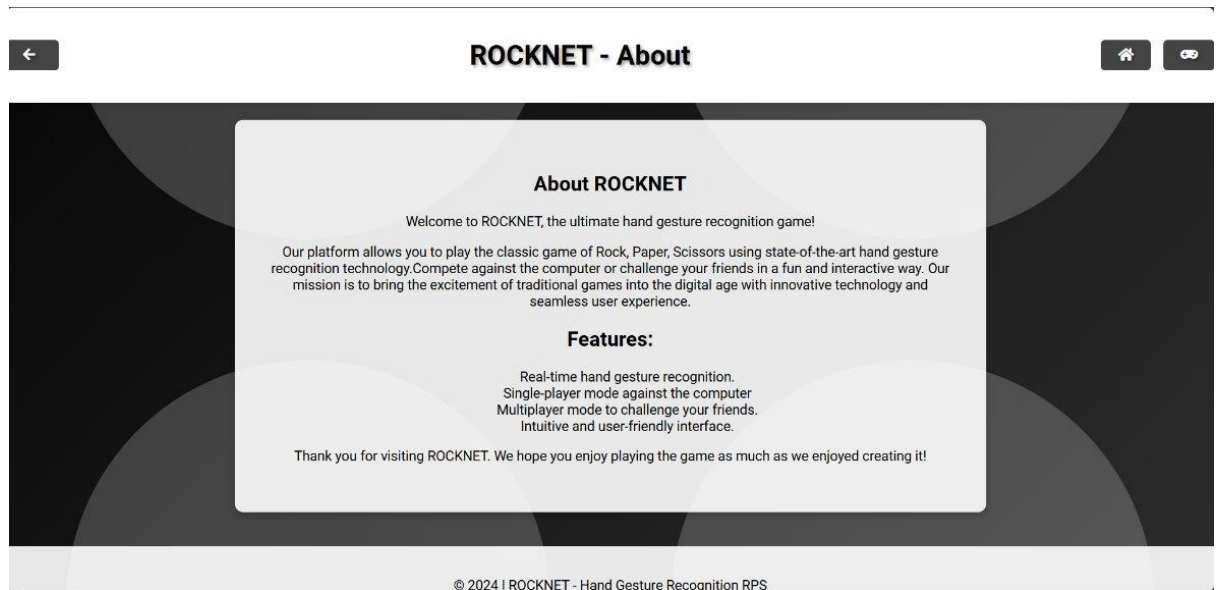 ROCKNET - About
About ROCKNET
Welcome to ROCKNET, the ultimate hand gesture recognition game!
Our platform allows you to play the classic game of Rock, Paper, Scissors using state-of-the-art hand gesture
recognition technology.Compete against the computer or challenge your friends in a fun and interactive way. Our
mission is to bring the excitement of traditional games into the digital age with innovative technology and
seamless user experience.
Features:
Real-time hand gesture recognition.
Single-player mode against the computer
Multiplayer mode to challenge your friends.
Intuitive and user-friendly interface.
Thank you for visiting ROCKNET. We hope you enjoy playing the game as much as we enjoyed creating it!
© 2024 | ROCKNET - Hand Gesture Recognition RPS